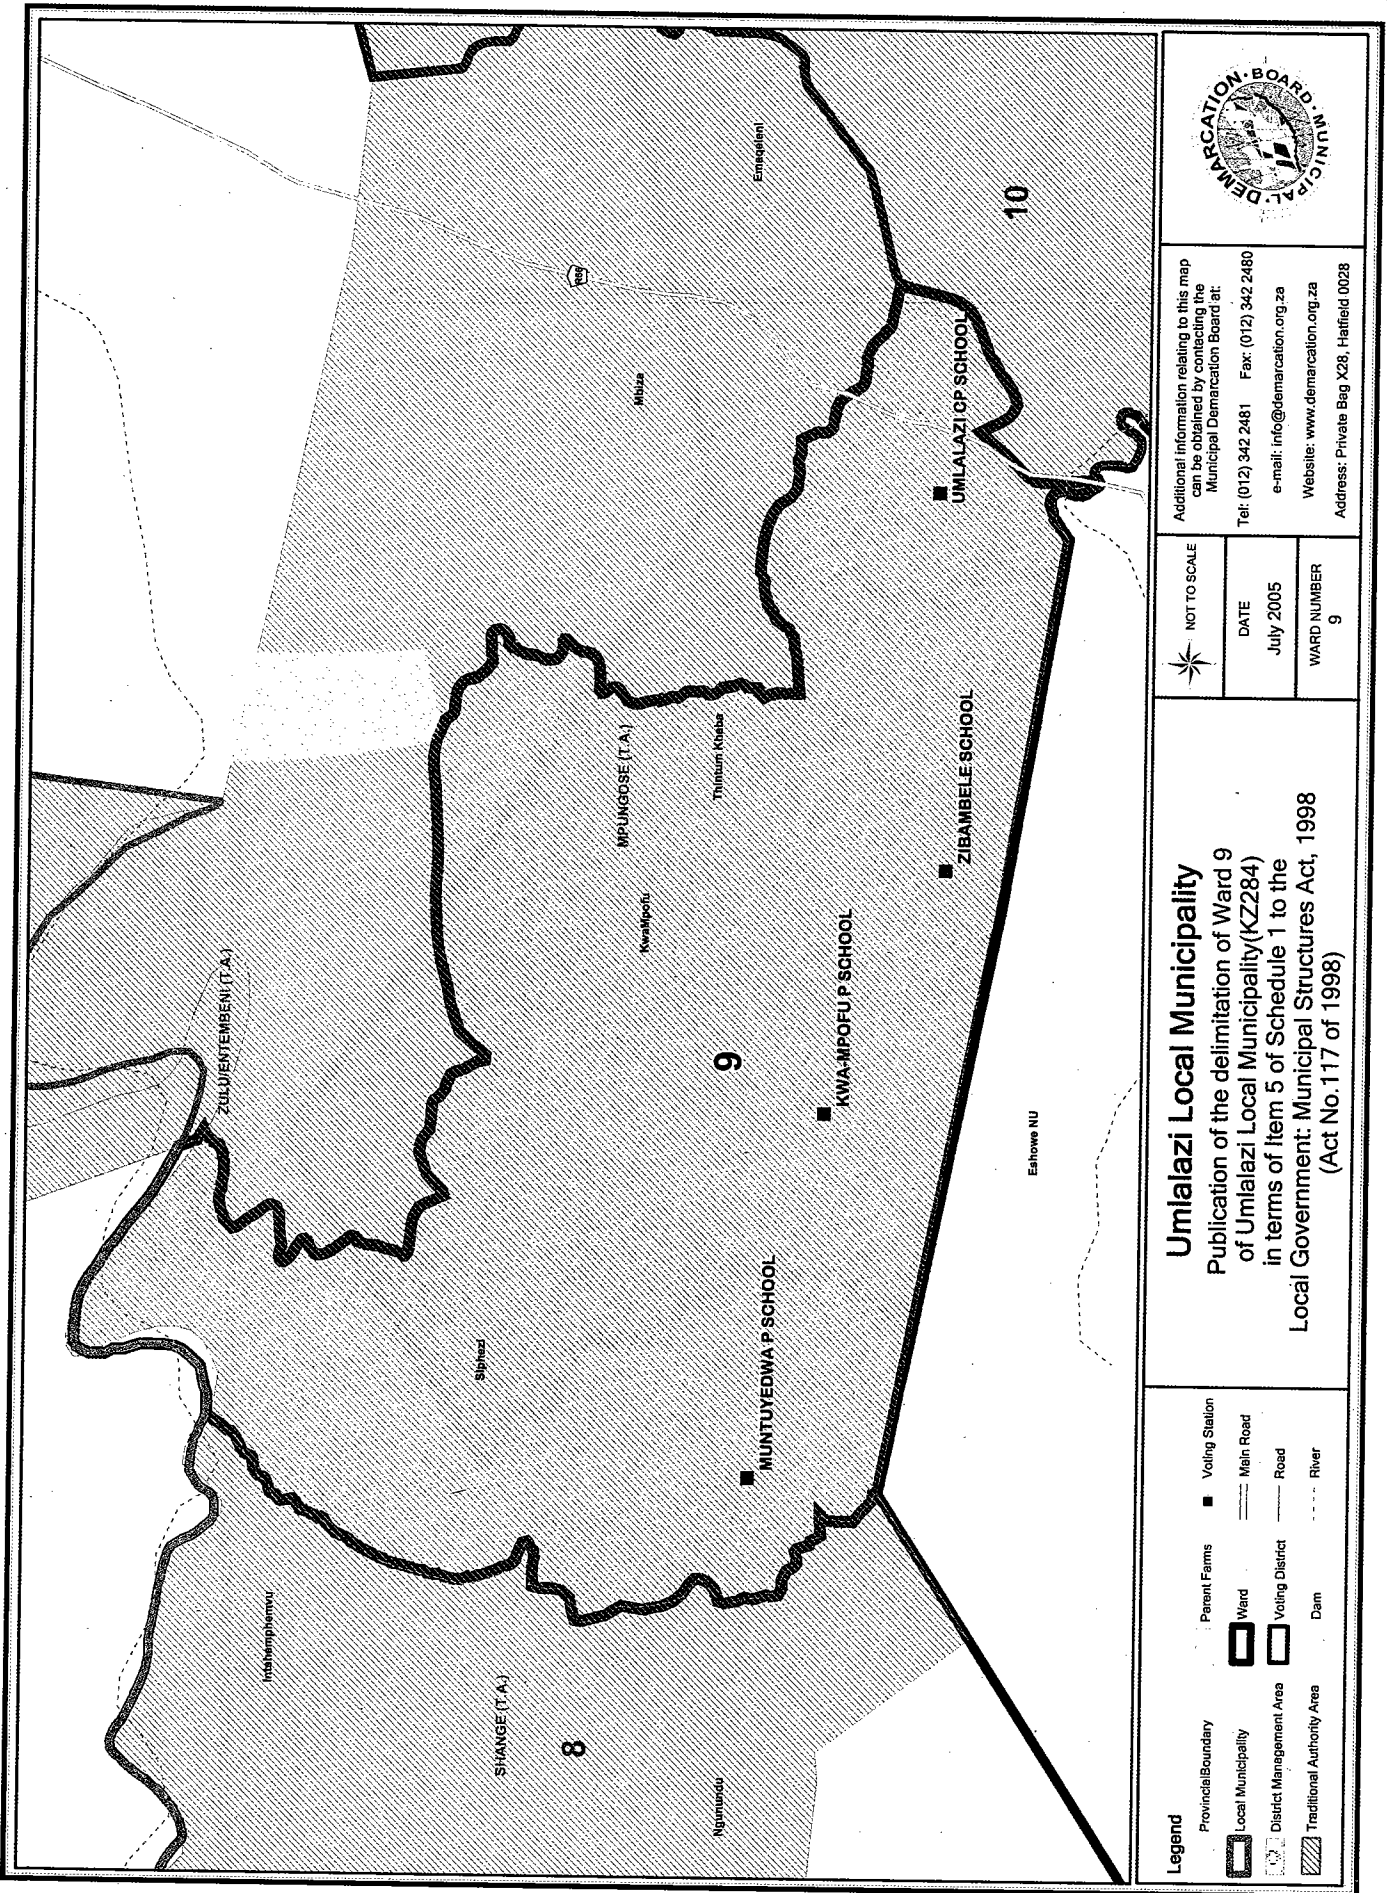 ZULU/ENTEMBENI (T.A.)
Intshemphemvu
SHANGE (T.A.)
8
Ngunundu
Siphezi
MUNTUYEDWA P SCHOOL
9
KWA-MPOFU P SCHOOL
KwaMpofu
MPUNGOSE (T.A.)
ZIBAMBELE SCHOOL
Mbiza
Emaqeleni
UMLALAZI CP SCHOOL
10
Eshowe NU
Legend
ProvincialBoundary
Local Municipality
District Management Area
Traditional Authority Area
Parent Farms
Ward
Voting District
Dam
Voting Station
Main Road
Road
River
Umlalazi Local Municipality
Publication of the delimitation of Ward 9
of Umlalazi Local Municipality(KZ284)
in terms of Item 5 of Schedule 1 to the
Local Government: Municipal Structures Act, 1998
(Act No.117 of 1998)
NOT TO SCALE
DATE
July 2005
WARD NUMBER
9
Additional information relating to this map
can be obtained by contacting the
Municipal Demarcation Board at:
Tel: (012) 342 2481 Fax: (012) 342 2480
e-mail: info@demarcation.org.za
Website: www.demarcation.org.za
Address: Private Bag X28, Hatfield 0028
MUNICIPAL · DEMARCATION · BOARD ·